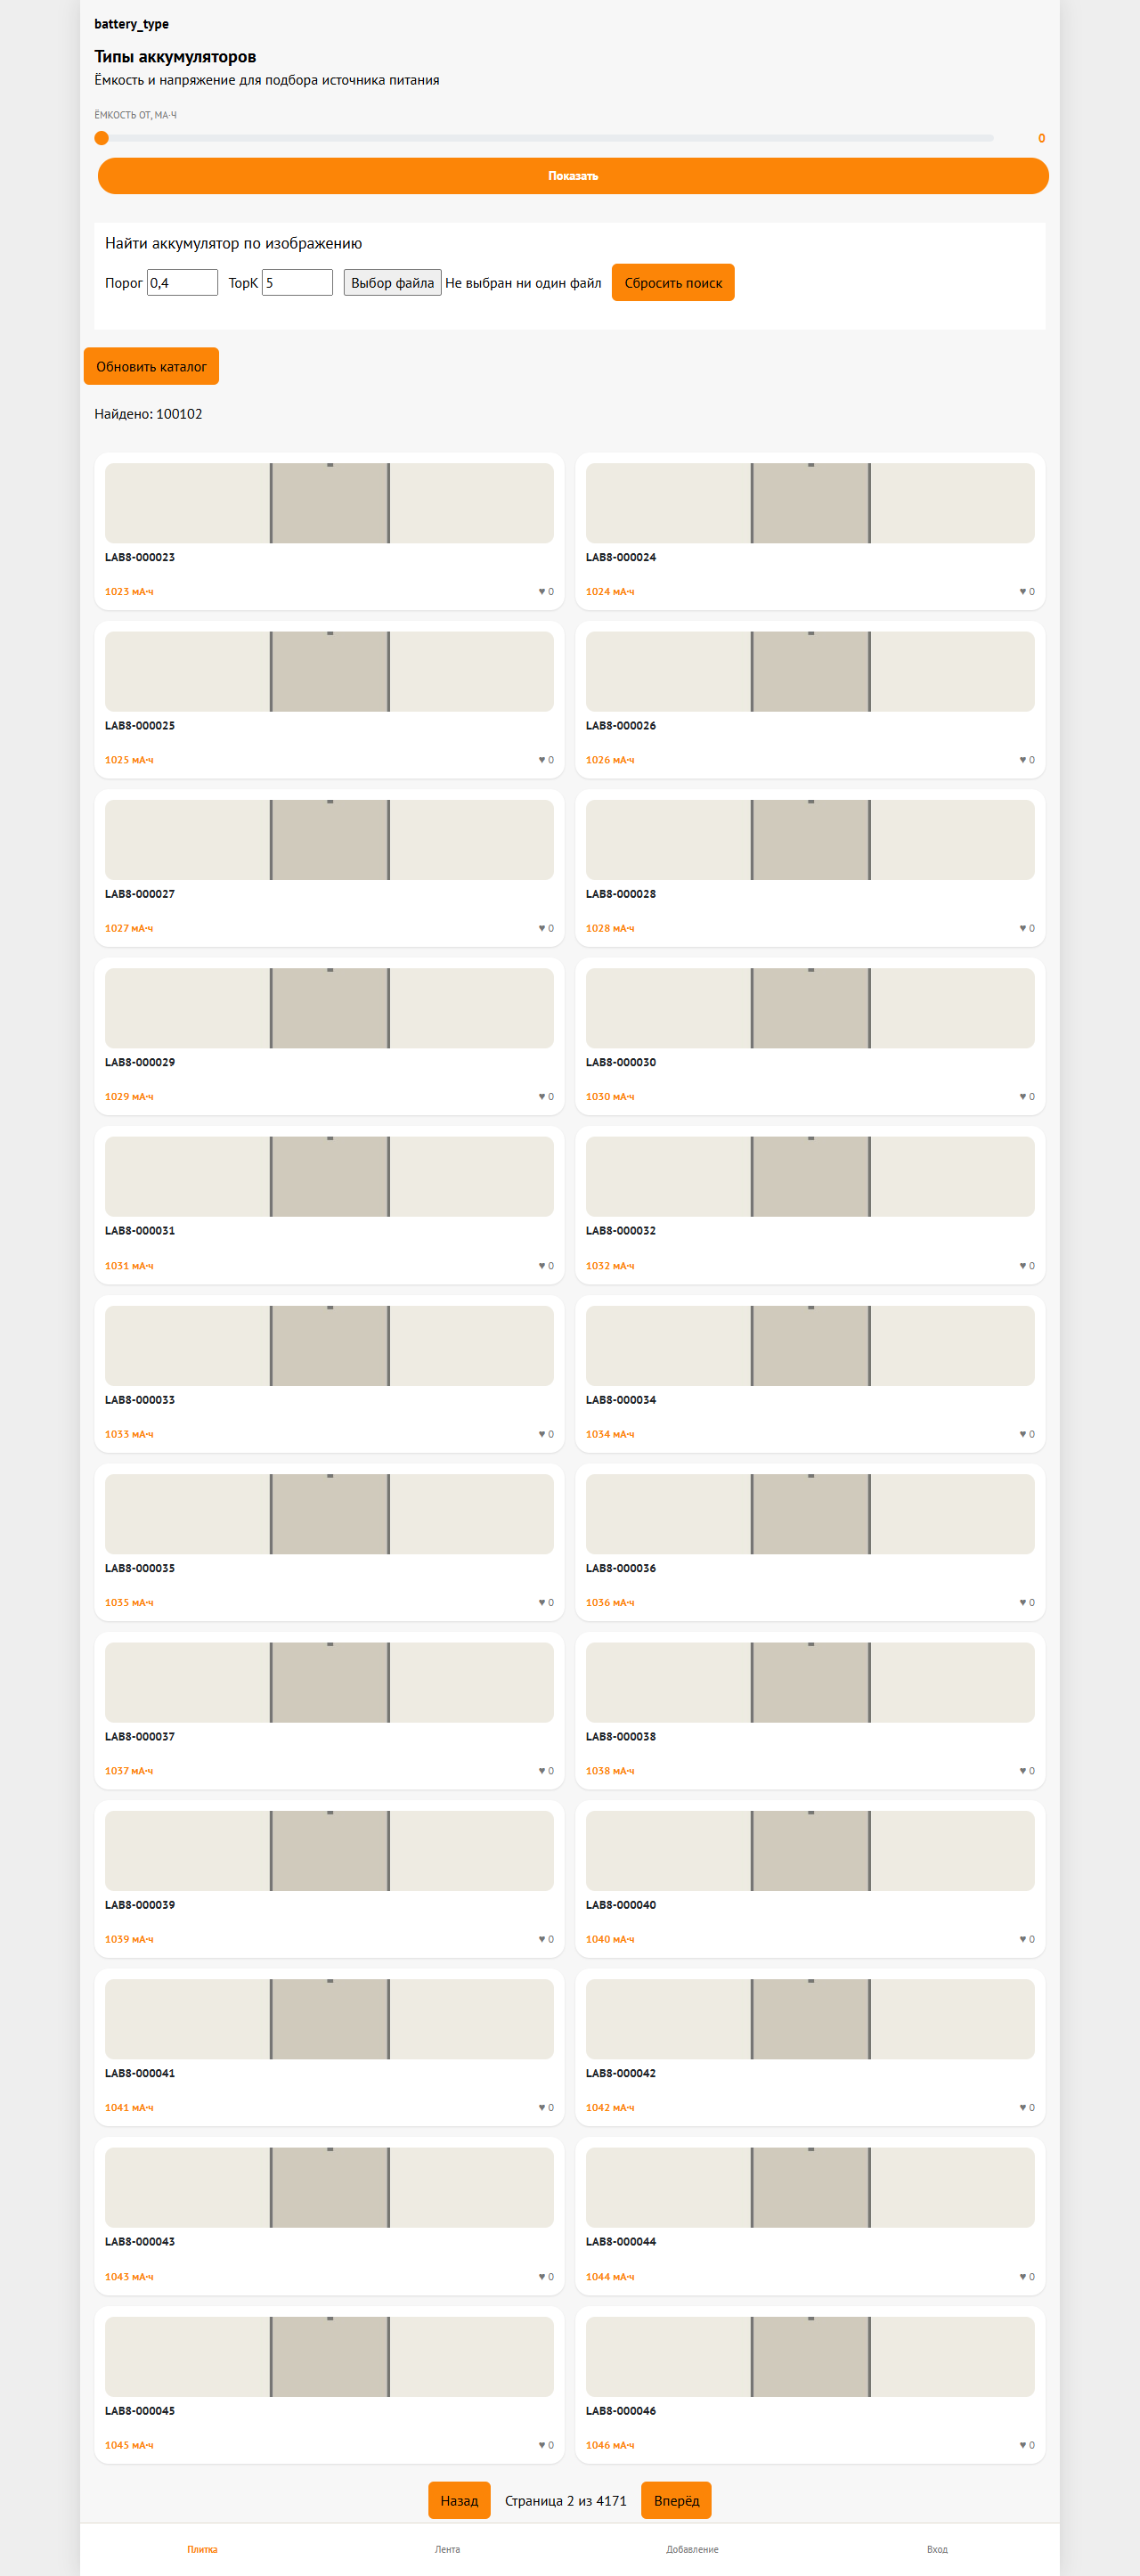 battery_type
Типы аккумуляторов
Ёмкость и напряжение для подбора источника питания
ЁМКОСТЬ ОТ, МА·Ч
0
Показать
Найти аккумулятор по изображению
Порог 0,4 TopK 5 Выбор файла Не выбран ни один файл Сбросить поиск
Обновить каталог
Найдено: 100102
LAB8-000023 LAB8-000024
1023 мА·ч ♥ 0 1024 мА·ч ♥ 0
LAB8-000025 LAB8-000026
1025 мА·ч ♥ 0 1026 мА·ч ♥ 0
LAB8-000027 LAB8-000028
1027 мА·ч ♥ 0 1028 мА·ч ♥ 0
LAB8-000029 LAB8-000030
1029 мА·ч ♥ 0 1030 мА·ч ♥ 0
LAB8-000031 LAB8-000032
1031 мА·ч ♥ 0 1032 мА·ч ♥ 0
LAB8-000033 LAB8-000034
1033 мА·ч ♥ 0 1034 мА·ч ♥ 0
LAB8-000035 LAB8-000036
1035 мА·ч ♥ 0 1036 мА·ч ♥ 0
LAB8-000037 LAB8-000038
1037 мА·ч ♥ 0 1038 мА·ч ♥ 0
LAB8-000039 LAB8-000040
1039 мА·ч ♥ 0 1040 мА·ч ♥ 0
LAB8-000041 LAB8-000042
1041 мА·ч ♥ 0 1042 мА·ч ♥ 0
LAB8-000043 LAB8-000044
1043 мА·ч ♥ 0 1044 мА·ч ♥ 0
LAB8-000045 LAB8-000046
1045 мА·ч ♥ 0 1046 мА·ч ♥ 0
Назад Страница 2 из 4171 Вперёд
Плитка Лента Добавление Вход